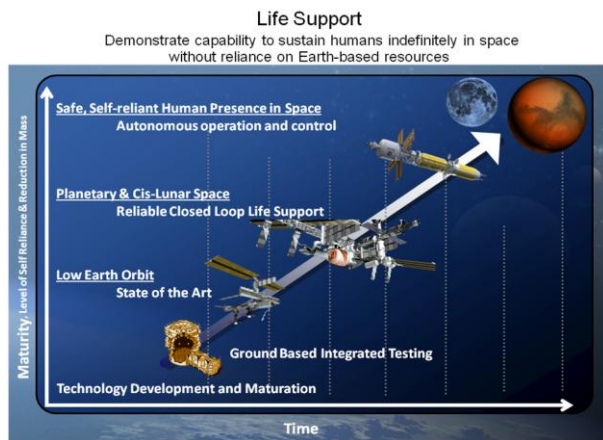 Life Support
Demonstrate capability to sustain humans indefinitely in space
without reliance on Earth-based resources
Safe, Self-reliant Human Presence in Space
Autonomous operation and control
Planetary & Cis-Lunar Space
Reliable Closed Loop Life Support
Low Earth Orbit
State of the Art
Ground Based Integrated Testing
Technology Development and Maturation
Maturity: Level of Self Reliance & Reduction in Mass
Time